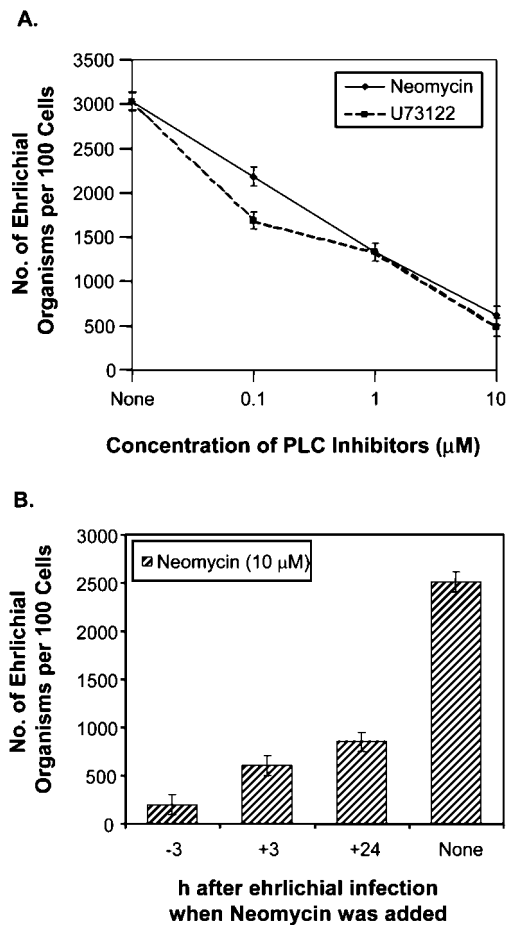 A.
No. of Ehrlichial
Organisms per 100 Cells
3500
3000
2500
2000
1500
1000
500
0
Neomycin
U73122
None
0.1
1
10
Concentration of PLC Inhibitors (μM)
B.
No. of Ehrlichial
Organisms per 100 Cells
3000
2500
2000
1500
1000
500
0
Neomycin (10 μM)
-3
+3
+24
None
h after ehrlichial infection
when Neomycin was added